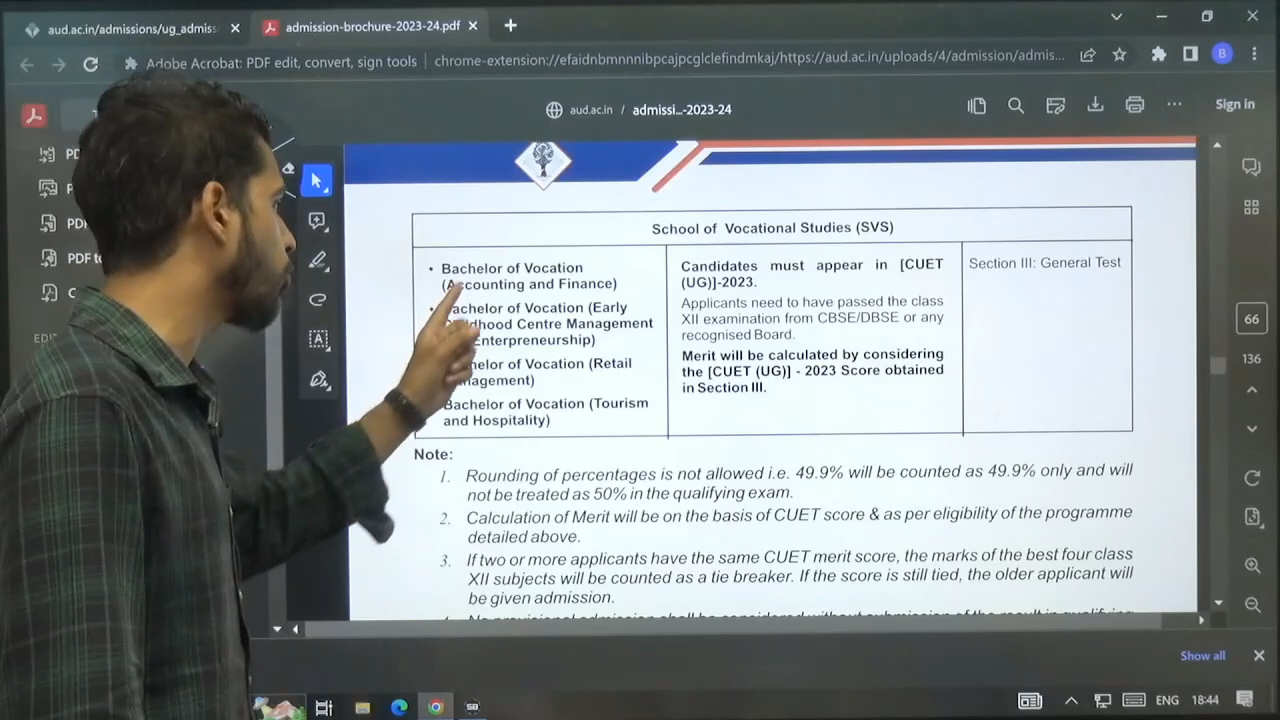 aud.ac.in/admissions/ug_admiss
admission-brochure-2023-24.pdf
Adobe Acrobat: PDF edit, convert, sign tools
chrome-extension://efaidnbmnnnibpcajpcglclefindmkaj/https://aud.ac.in/uploads/4/admission/admis...
B
aud.ac.in / admissi...-2023-24
Sign in
PDF to
EDI
School of Vocational Studies (SVS)
• Bachelor of Vocation
(Accounting and Finance)
Bachelor of Vocation (Early
Childhood Centre Management
Enterpreneurship)
Bachelor of Vocation (Retail
Management)
Bachelor of Vocation (Tourism
and Hospitality)
Candidates must appear in [CUET
(UG)]-2023.
Applicants need to have passed the class
XII examination from CBSE/DBSE or any
recognised Board.
Merit will be calculated by considering
the [CUET (UG)] - 2023 Score obtained
in Section III.
Section III: General Test
66
136
Note:
1. Rounding of percentages is not allowed i.e. 49.9% will be counted as 49.9% only and will
not be treated as 50% in the qualifying exam.
2. Calculation of Merit will be on the basis of CUET score & as per eligibility of the programme
detailed above.
3. If two or more applicants have the same CUET merit score, the marks of the best four class
XII subjects will be counted as a tie breaker. If the score is still tied, the older applicant will
be given admission.
Show all
SB
ENG
18:44